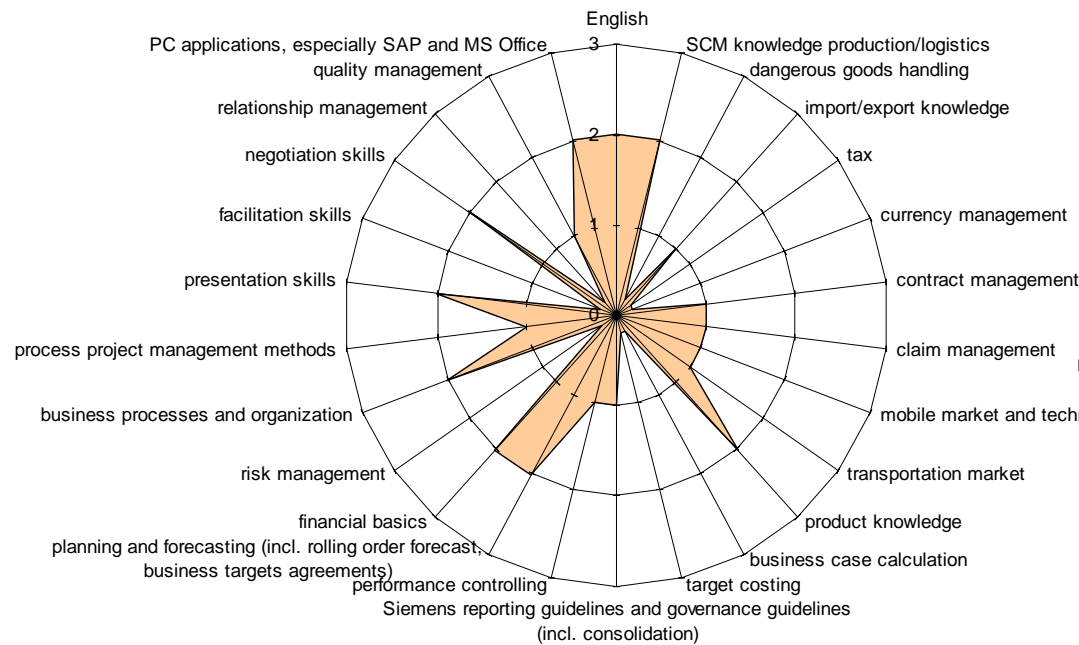 English
PC applications, especially SAP and MS Office
3
SCM knowledge production/logistics
quality management
dangerous goods handling
relationship management
import/export knowledge
2
negotiation skills
tax
facilitation skills
currency management
1
presentation skills
contract management
0
process project management methods
claim management
business processes and organization
mobile market and techn
risk management
transportation market
financial basics
product knowledge
planning and forecasting (incl. rolling order forecast,
business targets agreements)
business case calculation
performance controlling
target costing
Siemens reporting guidelines and governance guidelines
(incl. consolidation)